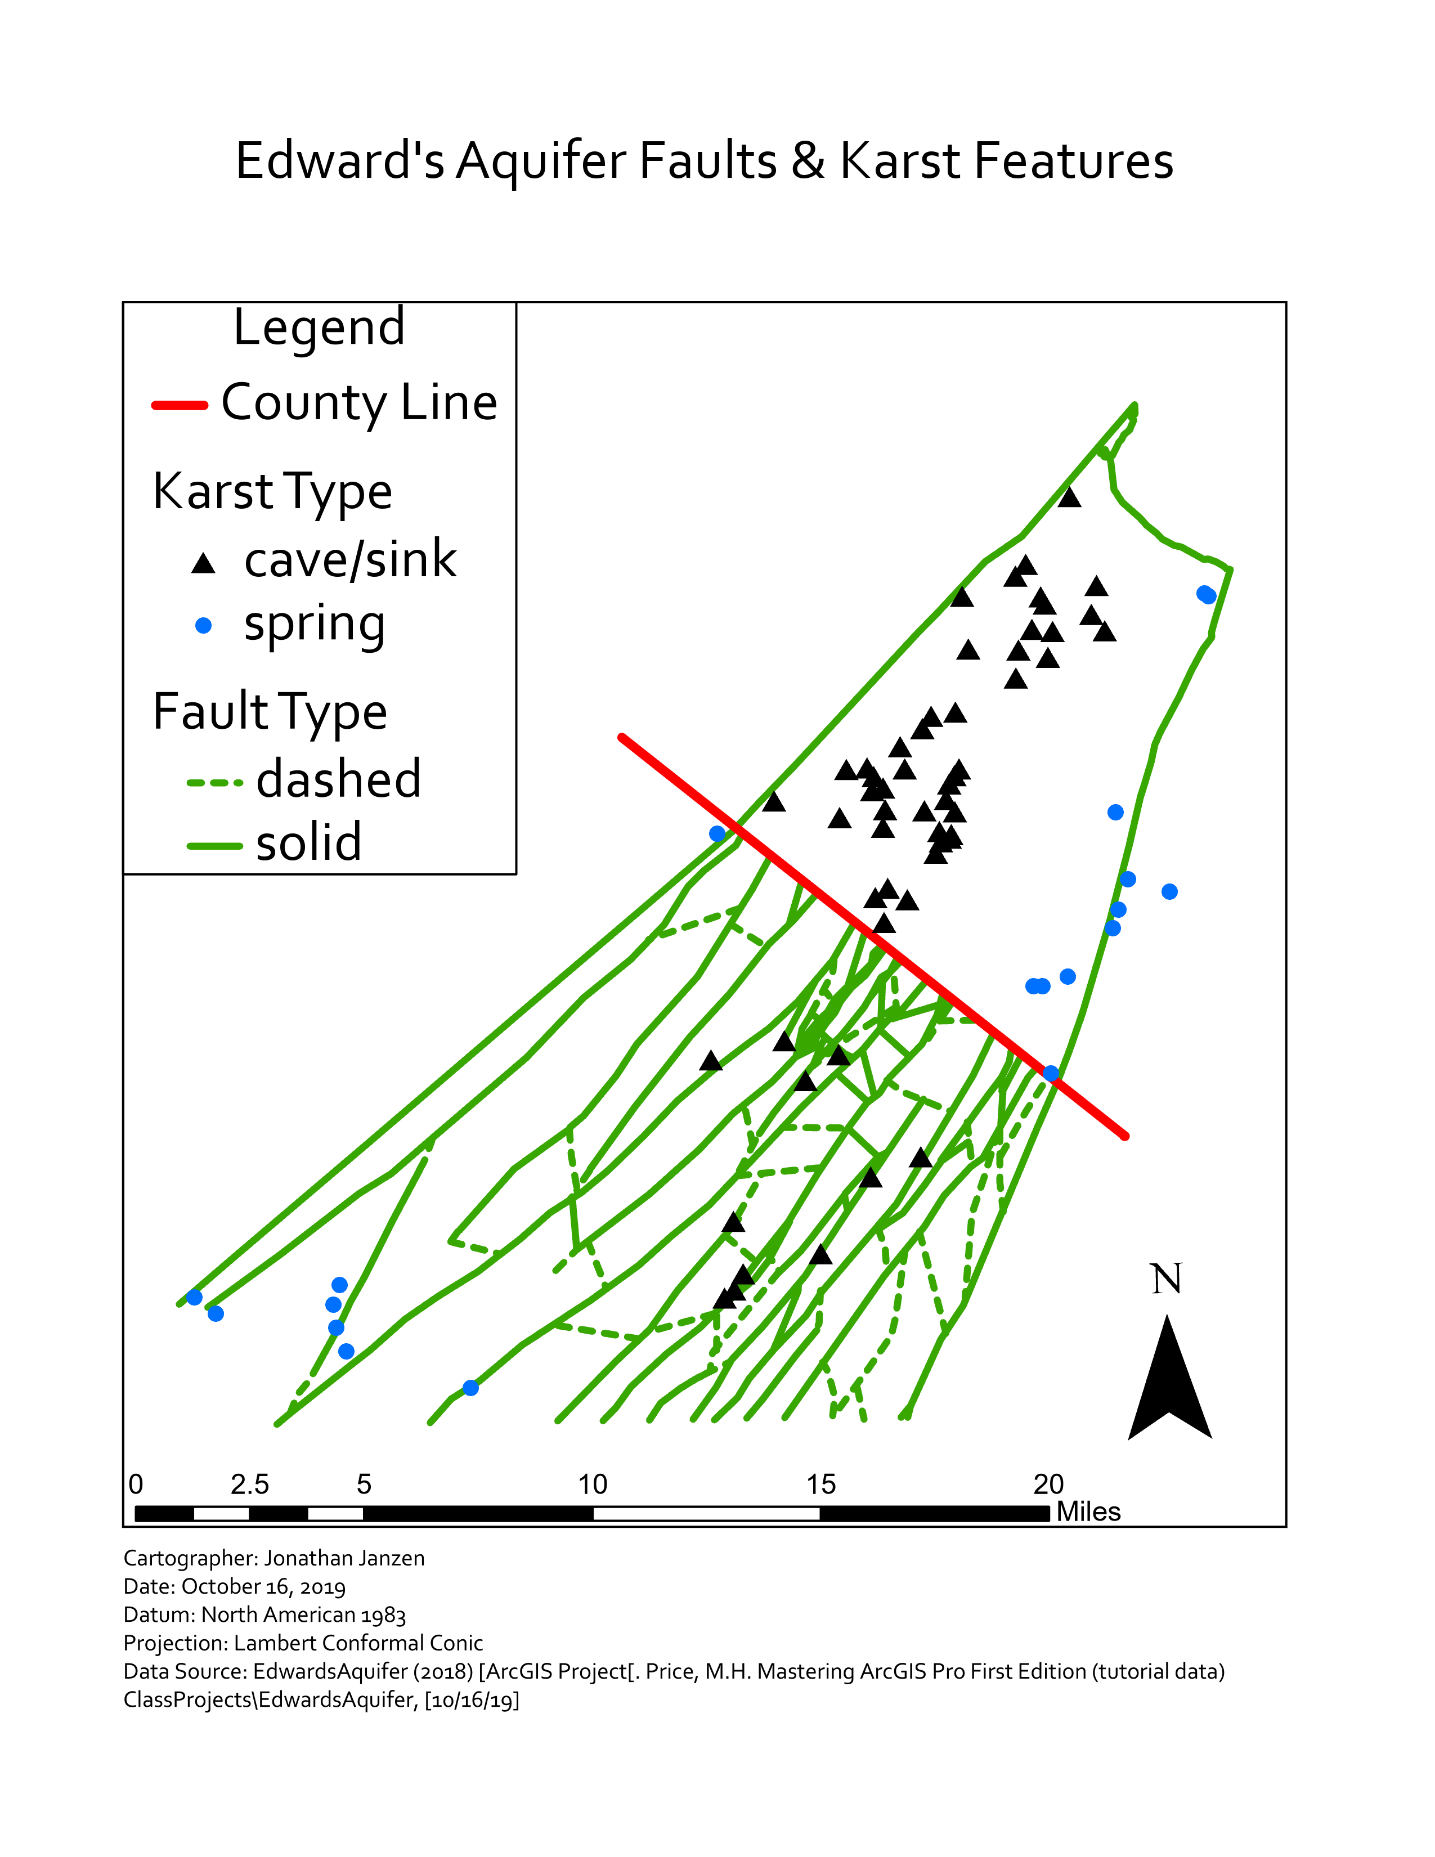 Edward's Aquifer Faults & Karst Features
Legend
County Line
Karst Type
cave/sink
spring
Fault Type
dashed
solid
N
0 2.5 5 10 15 20
Miles
Cartographer: Jonathan Janzen
Date: October 16, 2019
Datum: North American 1983
Projection: Lambert Conformal Conic
Data Source: EdwardsAquifer (2018) [ArcGIS Project[. Price, M.H. Mastering ArcGIS Pro First Edition (tutorial data)
ClassProjects\EdwardsAquifer, [10/16/19]